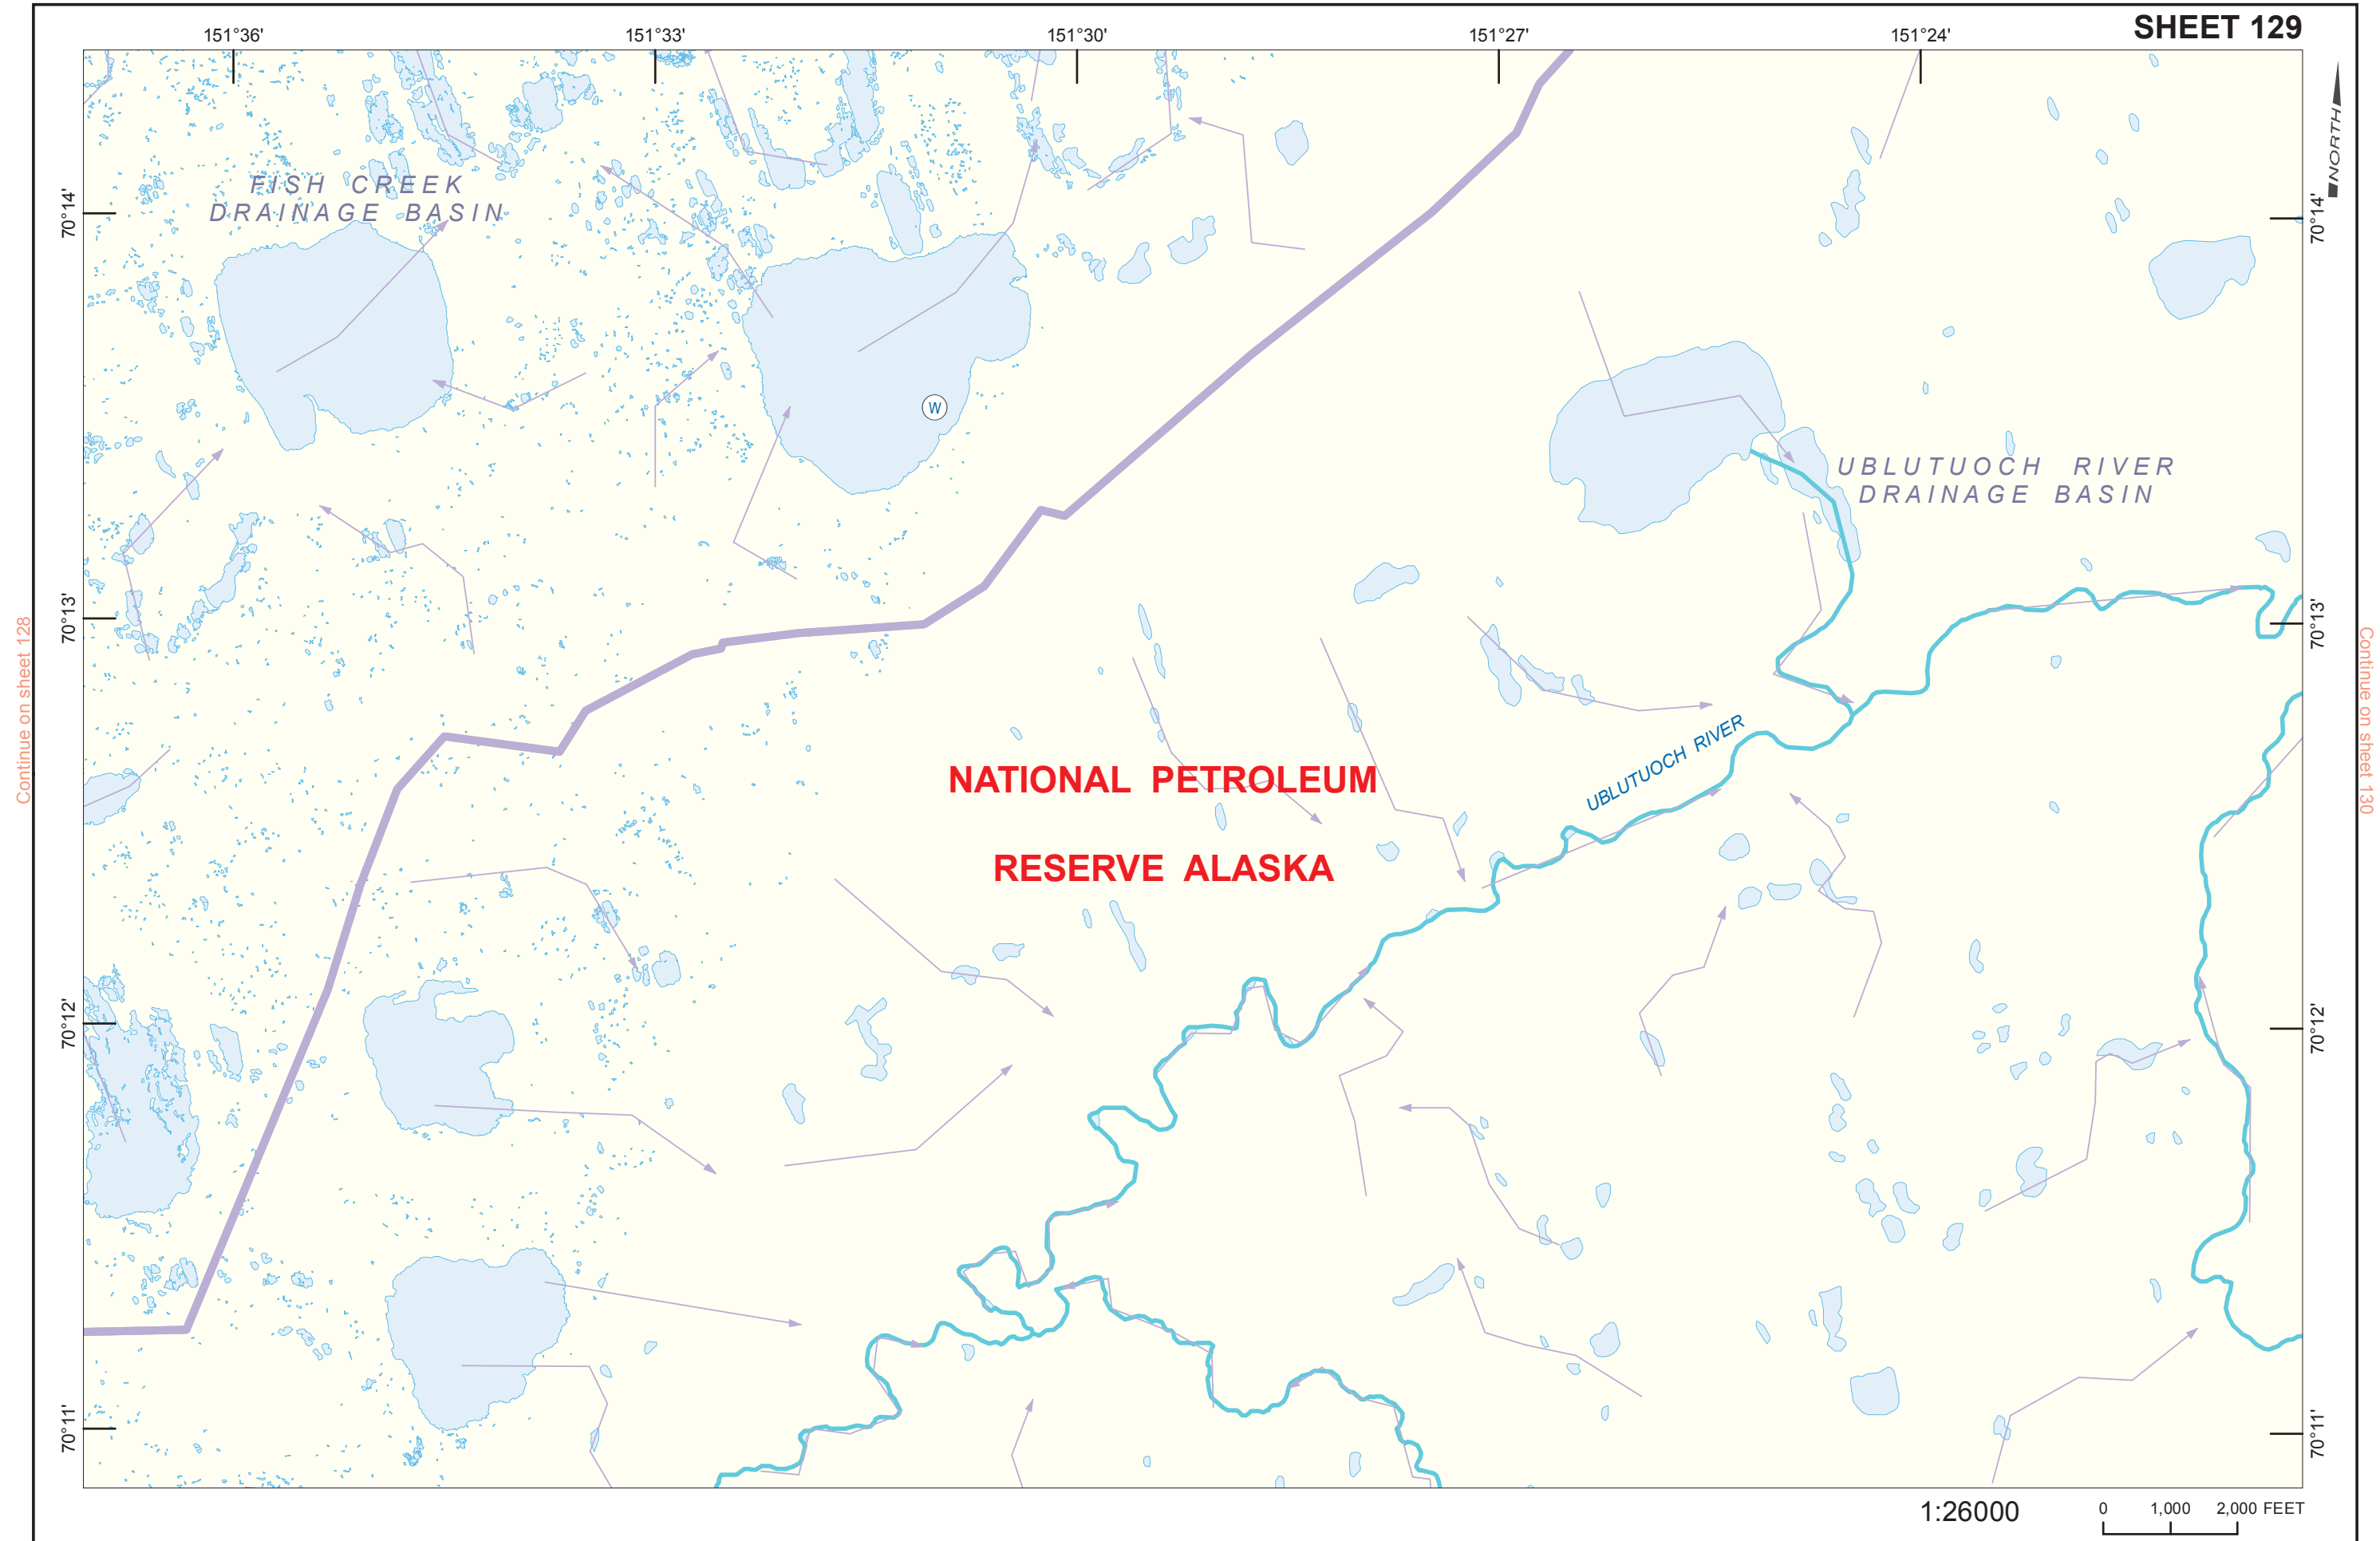 SHEET 129
151°36'
151°33'
151°30'
151°27'
151°24'
NORTH
FISH CREEK
DRAINAGE BASIN
70°14'
70°14'
W
UBLUTUOCH RIVER
DRAINAGE BASIN
70°13'
70°13'
Continue on sheet 128
Continue on sheet 130
UBLUTUOCH RIVER
NATIONAL PETROLEUM
RESERVE ALASKA
70°12'
70°12'
70°11'
70°11'
1:26000
0 1,000 2,000 FEET